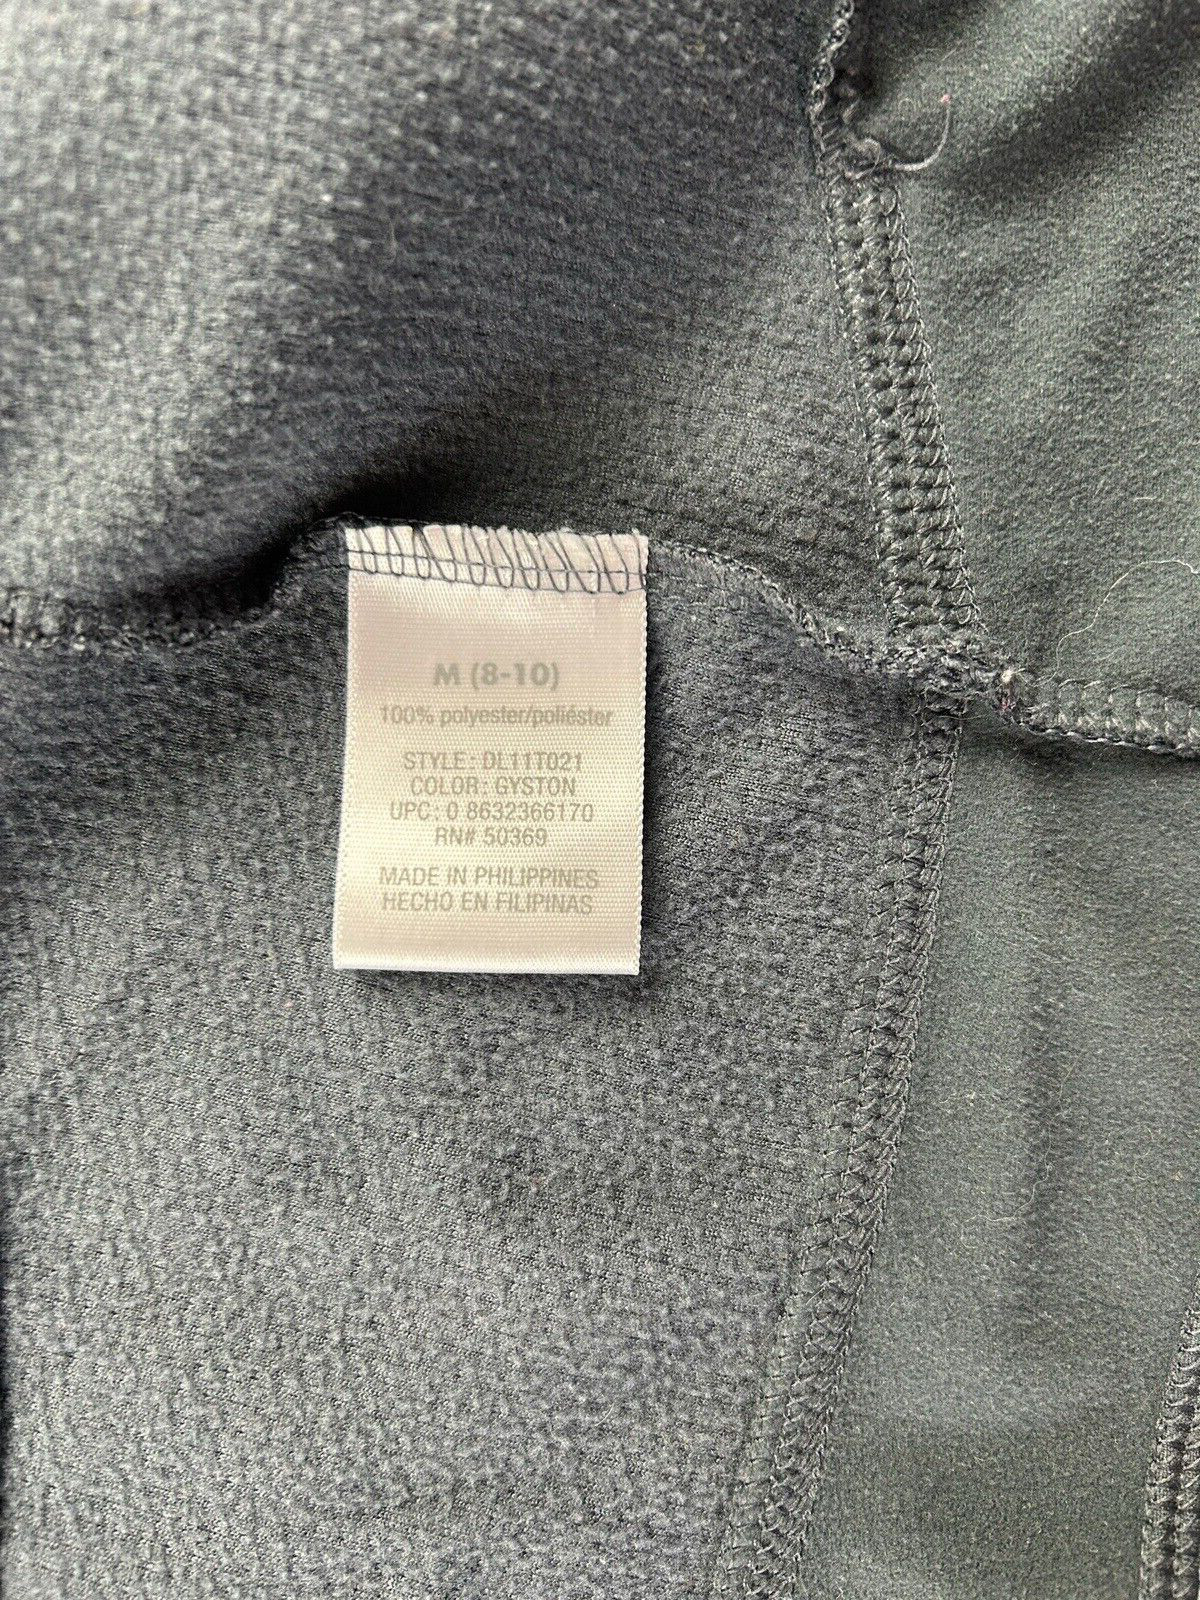 M (8-10)
100% polyester/poliéster
STYLE: DL11T021
COLOR: GYSTON
UPC: 0 8632366170
RN# 50369
MADE IN PHILIPPINES
HECHO EN FILIPINAS